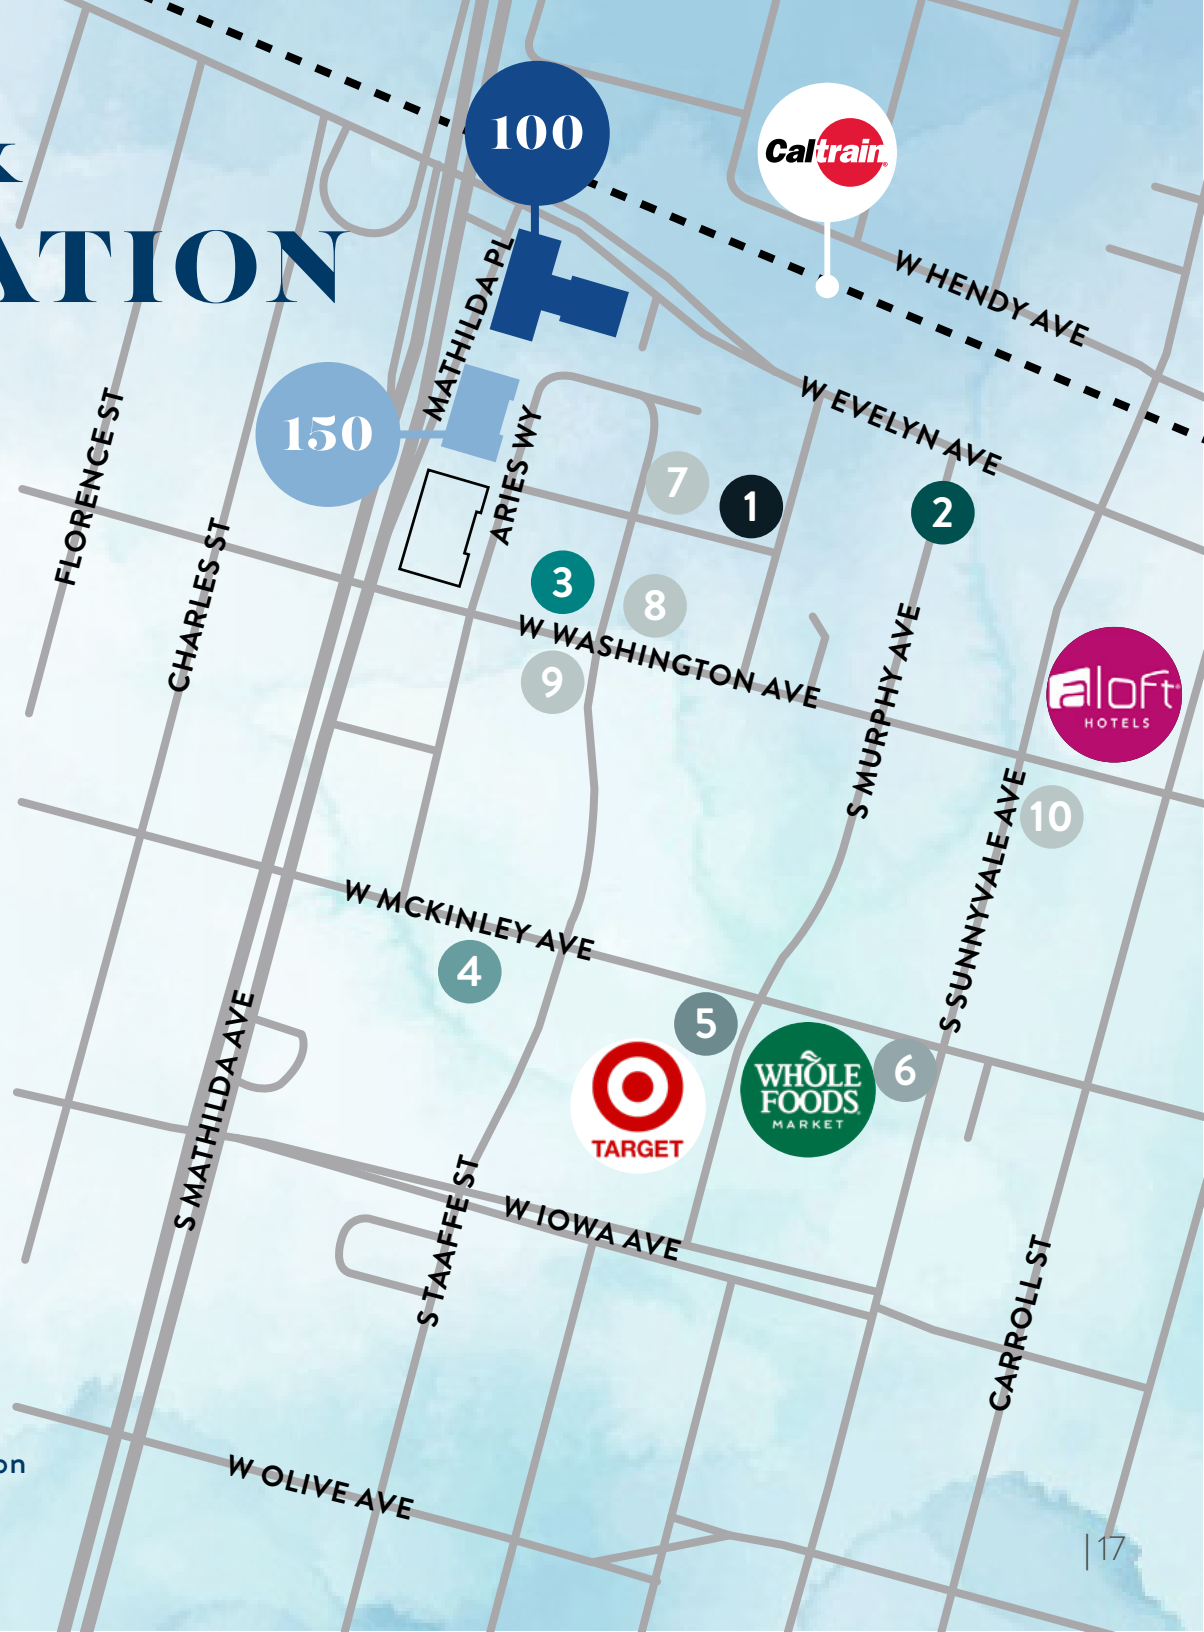 100
Caltrain
ATION
W HENDY AVE
MATHILDA PL
150
W EVELYN AVE
FLORENCE ST
ARIES WY
7
1
2
CHARLES ST
3
8
W WASHINGTON AVE
9
S MURPHY AVE
aloft
HOTELS
10
S SUNNYVALE AVE
W MCKINLEY AVE
4
5
6
WHOLE
FOODS
MARKET
TARGET
S MATHILDA AVE
S TAAFFE ST
W IOWA AVE
CARROLL ST
on
W OLIVE AVE
|17